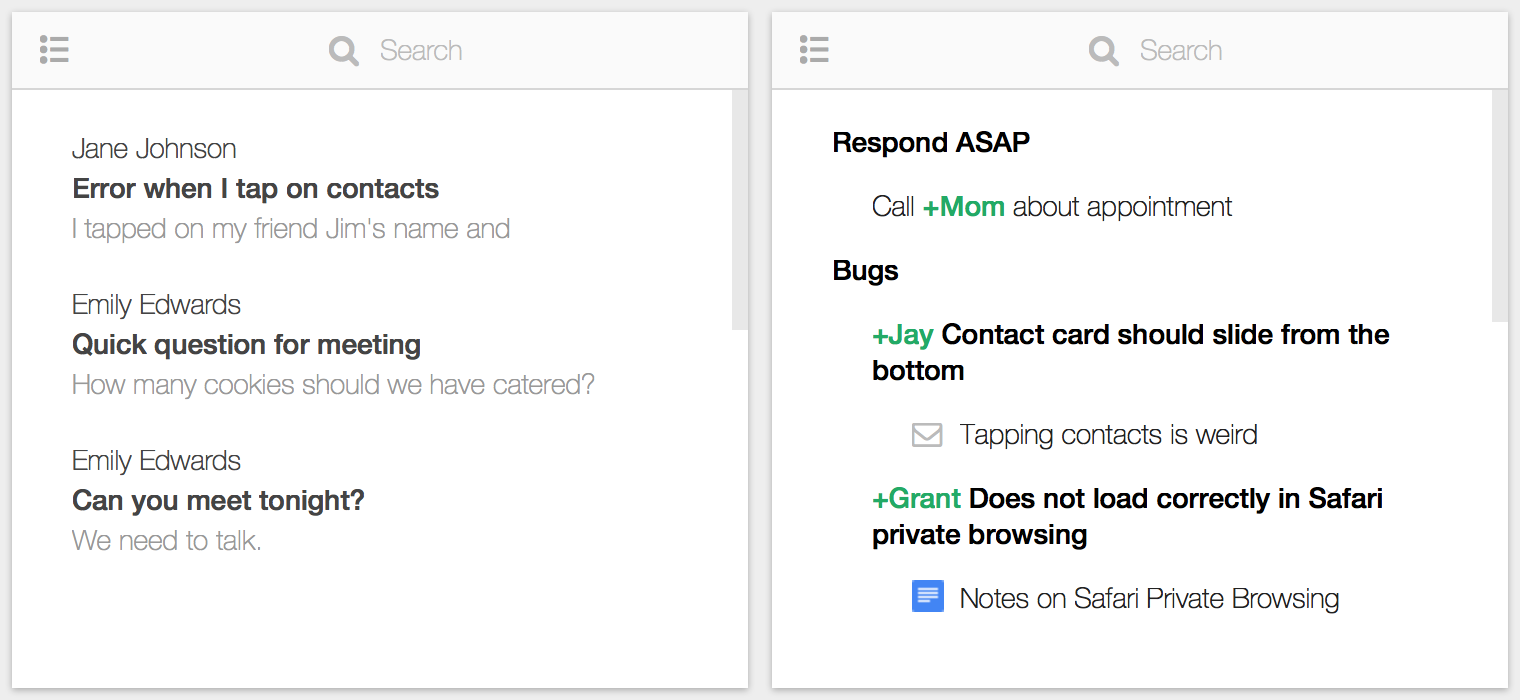 Search
Jane Johnson
Error when I tap on contacts
I tapped on my friend Jim's name and
Emily Edwards
Quick question for meeting
How many cookies should we have catered?
Emily Edwards
Can you meet tonight?
We need to talk.
Search
Respond ASAP
Call +Mom about appointment
Bugs
+Jay Contact card should slide from the
bottom
Tapping contacts is weird
+Grant Does not load correctly in Safari
private browsing
Notes on Safari Private Browsing